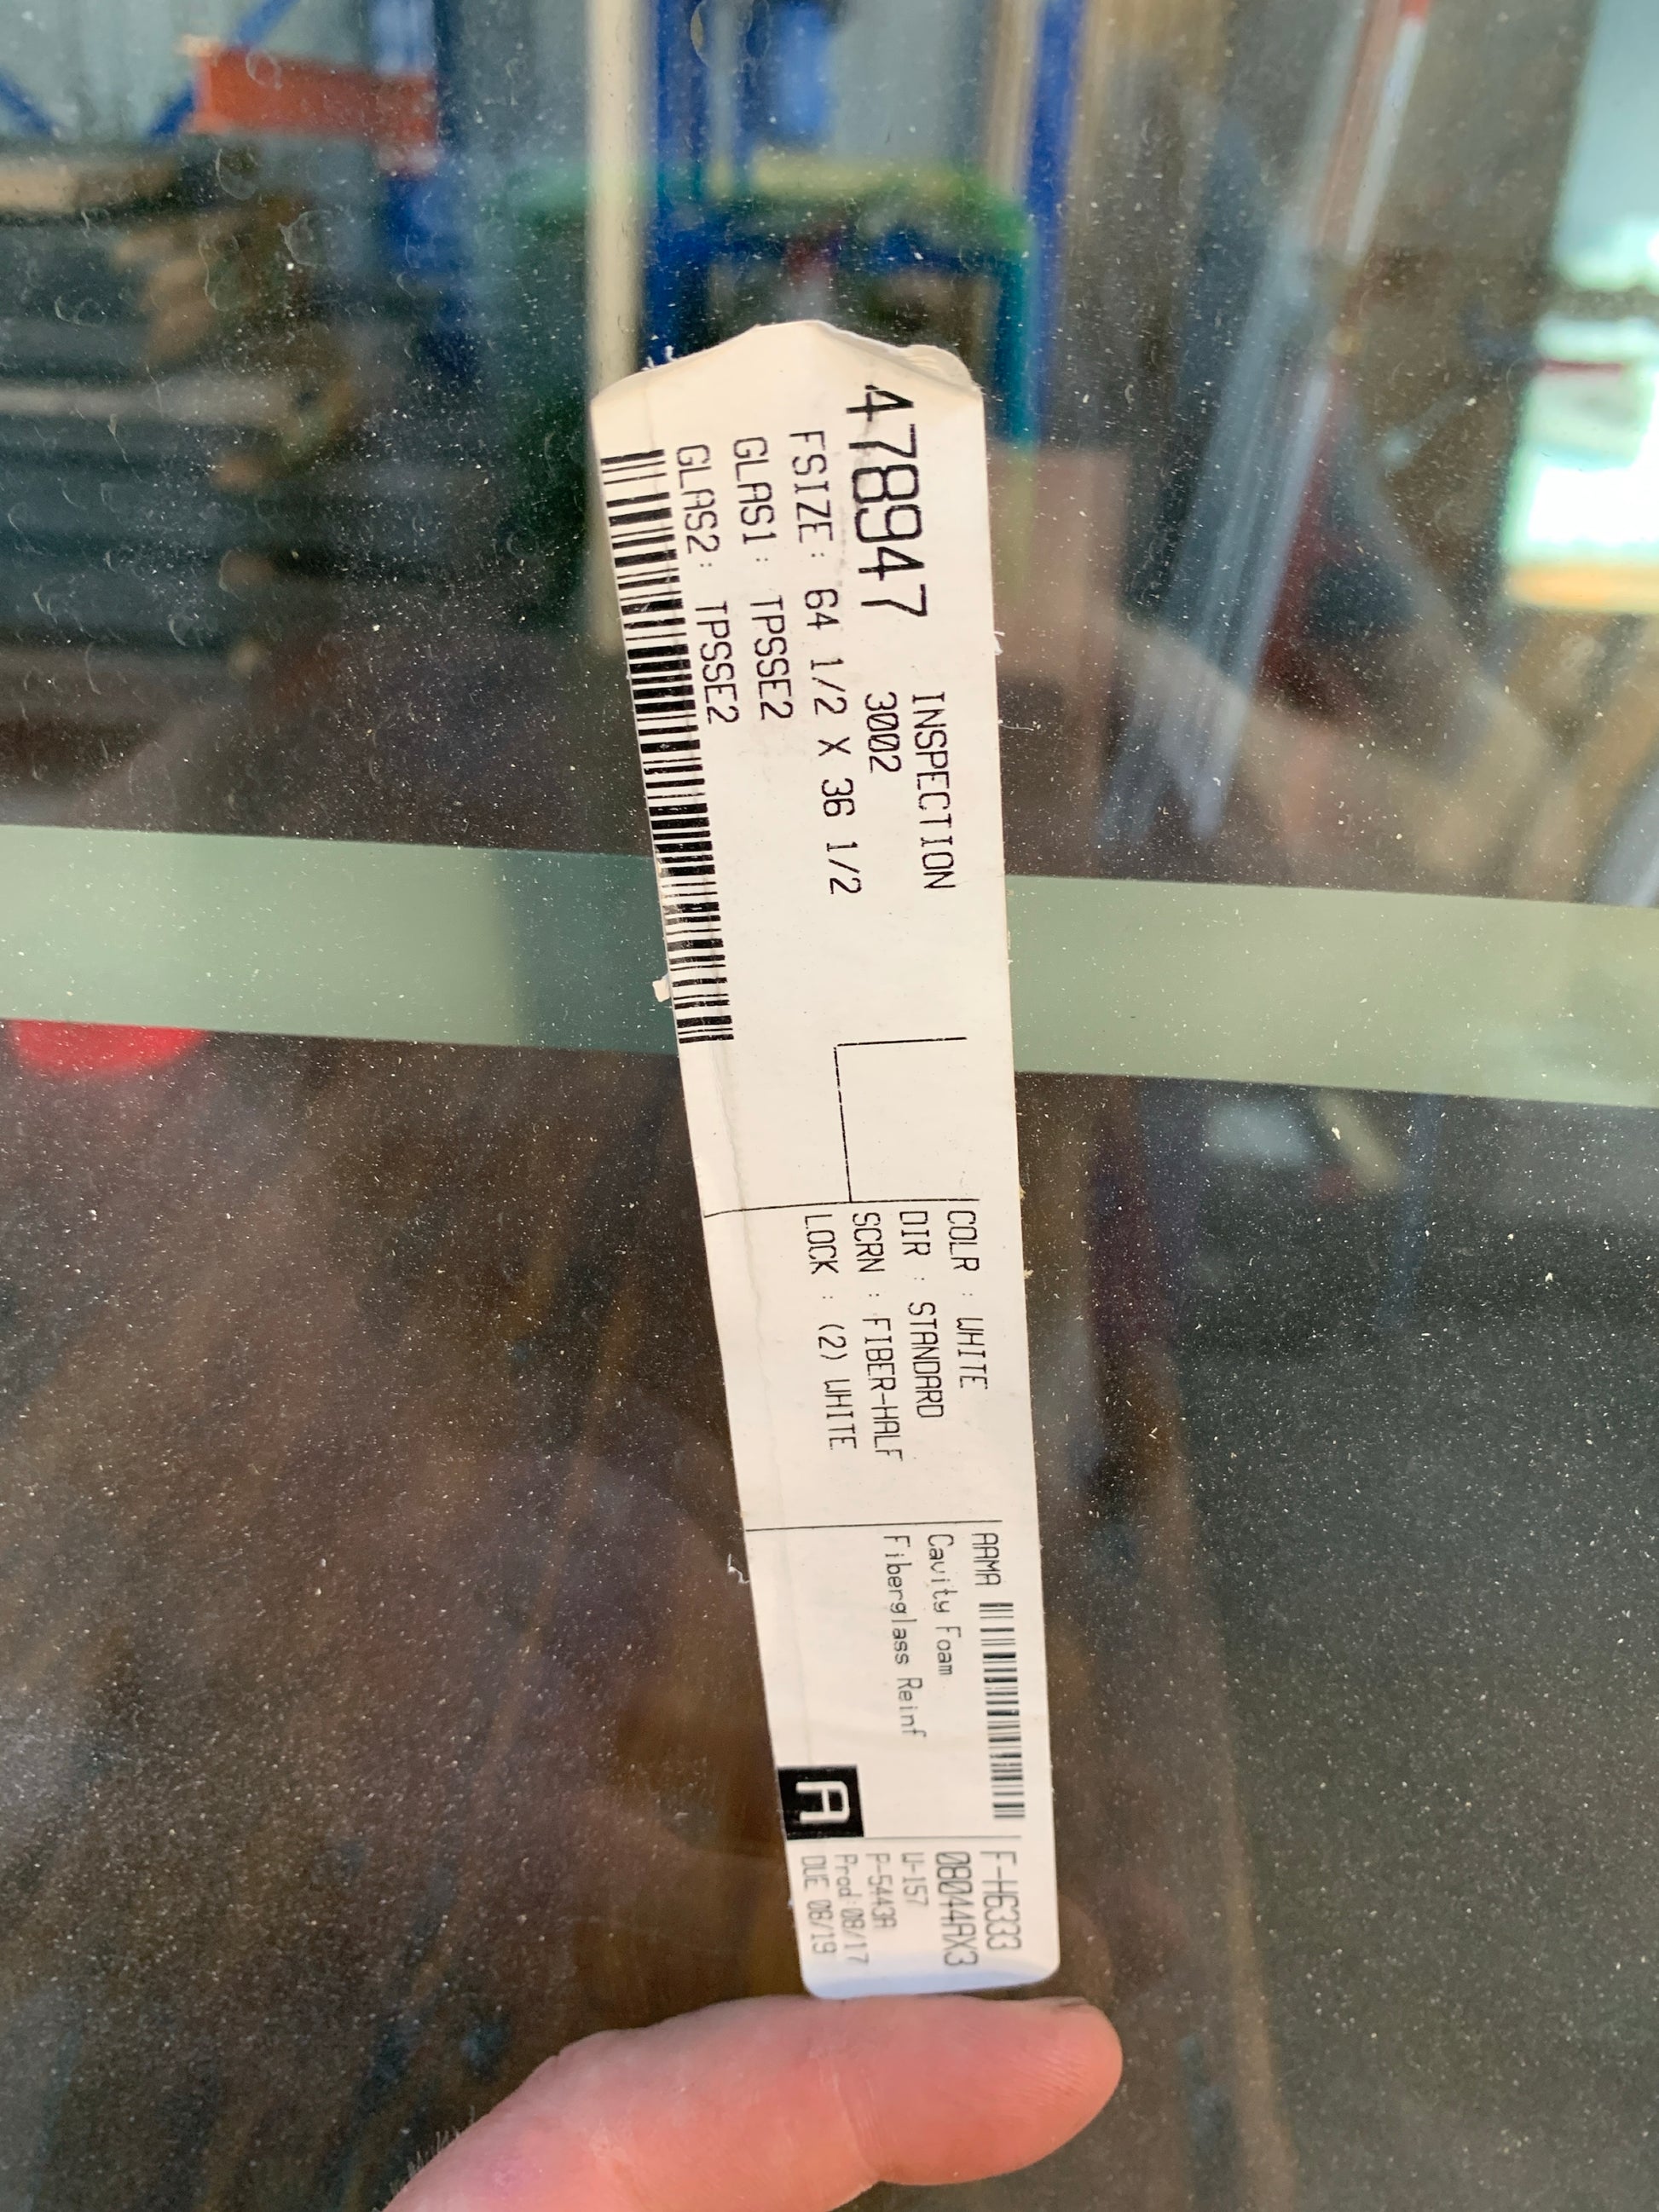 478947
INSPECTION
3002
FSIZE: 64 1/2 X 36 1/2
GLAS1: TPSSE2
GLAS2: TPSSE2
COLR : WHITE
DIR : STANDARD
SCRN : FIBER-HALF
LOCK : (2) WHITE
AAMA
Cavity Foam
Fiberglass Reinf
A
F-H6333
08044AX3
W-157
P-5443A
Prod 08/17
DUE 08/19